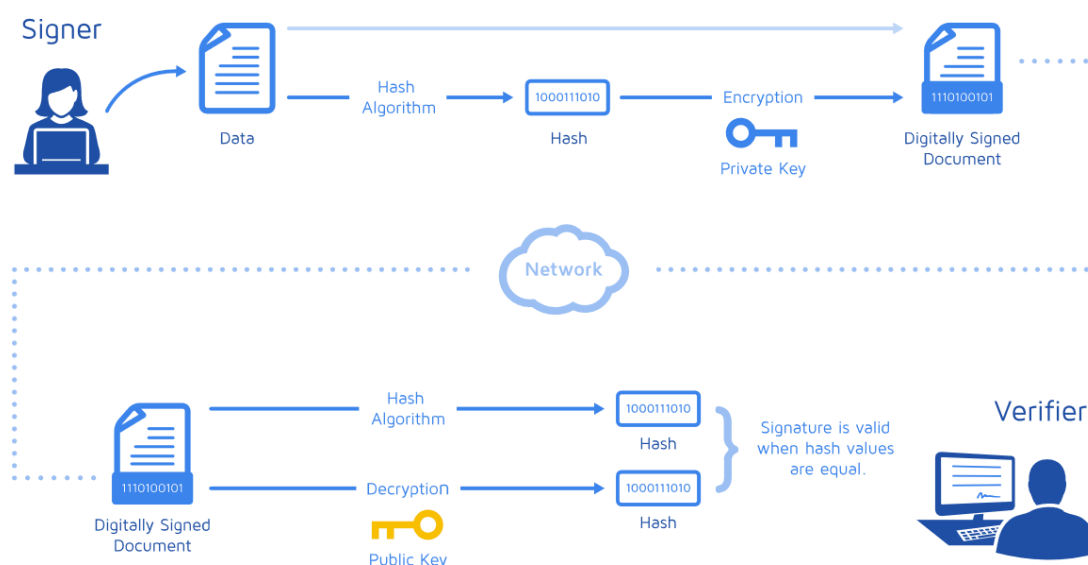 Signer
Data
Hash
Algorithm
1000111010
Hash
Encryption
Private Key
1110100101
Digitally Signed
Document
Network
1110100101
Digitally Signed
Document
Hash
Algorithm
1000111010
Hash
Decryption
Public Key
1000111010
Hash
Signature is valid
when hash values
are equal.
Verifier